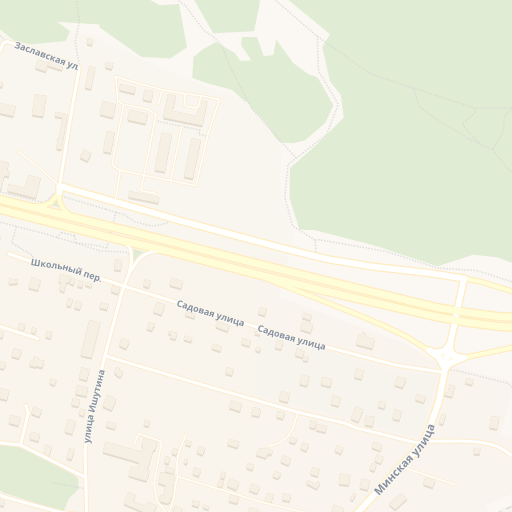 Заславская ул.
Школьный пер.
Садовая улица
Садовая улица
улица Ишутина
Минская улица